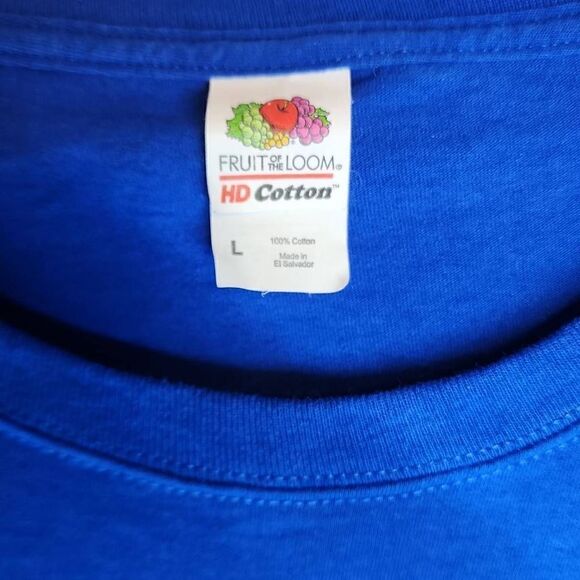 FRUIT OF THE LOOM®
HD Cotton™
L
100% Cotton
Made in
El Salvador